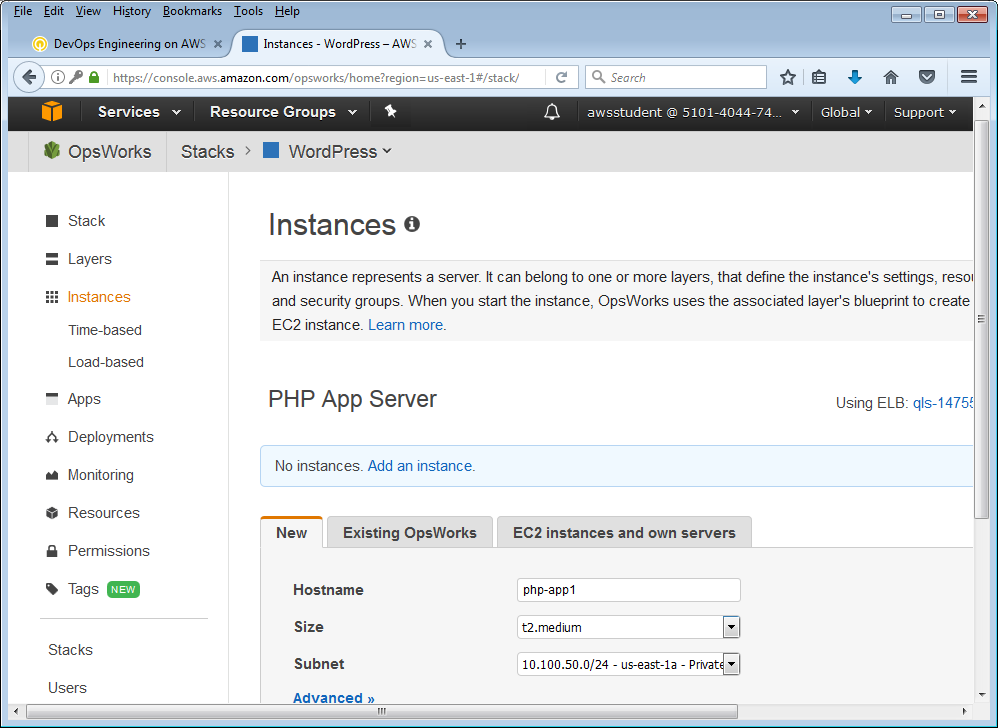 File Edit View History Bookmarks Tools Help
DevOps Engineering on AWS
Instances - WordPress – AWS
https://console.aws.amazon.com/opsworks/home?region=us-east-1#/stack/
Search
Services
Resource Groups
awsstudent @ 5101-4044-74...
Global
Support
OpsWorks
Stacks
WordPress
Stack
Layers
Instances
Time-based
Load-based
Apps
Deployments
Monitoring
Resources
Permissions
Tags NEW
Stacks
Users
Instances
An instance represents a server. It can belong to one or more layers, that define the instance's settings, resou
and security groups. When you start the instance, OpsWorks uses the associated layer's blueprint to create
EC2 instance. Learn more.
PHP App Server
Using ELB: qls-14755
No instances. Add an instance.
New
Existing OpsWorks
EC2 instances and own servers
Hostname php-app1
Size t2.medium
Subnet 10.100.50.0/24 - us-east-1a - Private
Advanced »